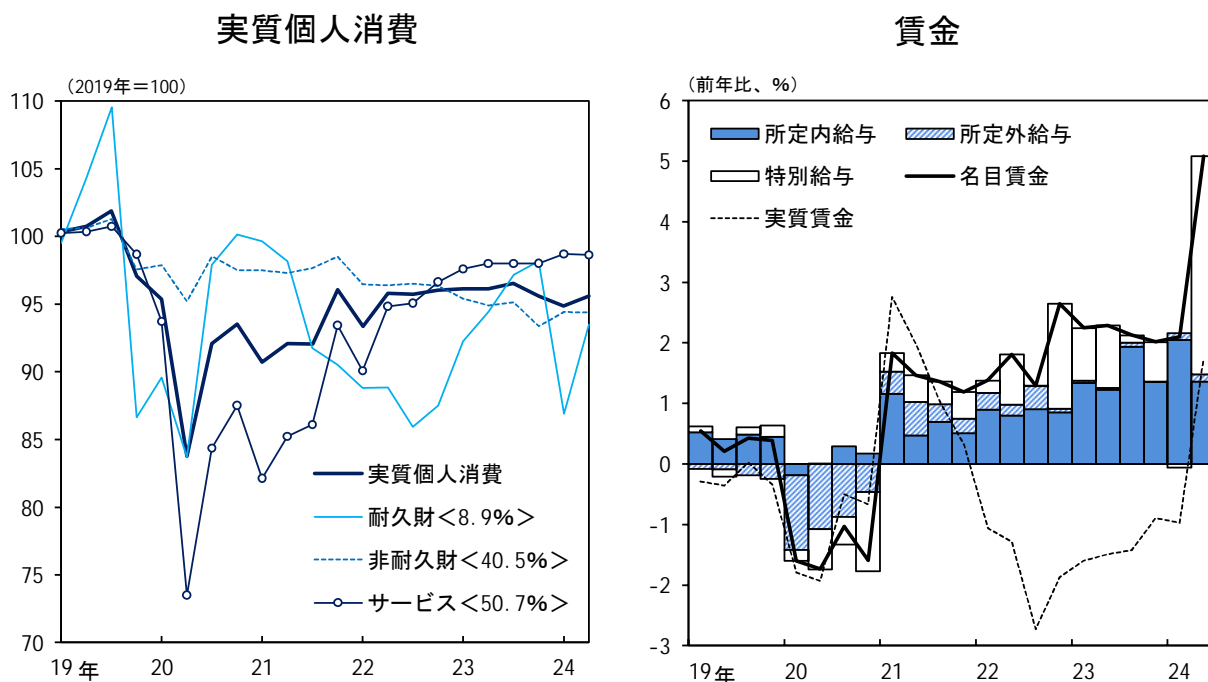 実質個人消費
(2019年=100)
110
105
100
95
90
85
80
75
70
実質個人消費
耐久財<8.9%>
非耐久財<40.5%>
サービス<50.7%>
19年 20 21 22 23 24
賃金
(前年比、%)
6
5
4
3
2
1
0
-1
-2
-3
所定内給与 所定外給与
特別給与 名目賃金
実質賃金
19年 20 21 22 23 24